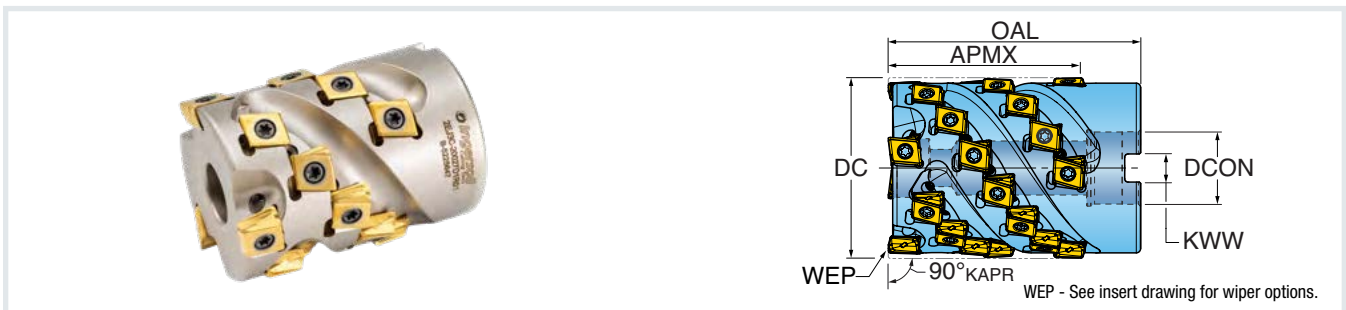 OAL
APMX
DC
DCON
KWW
WEP
90° KAPR
WEP - See insert drawing for wiper options.